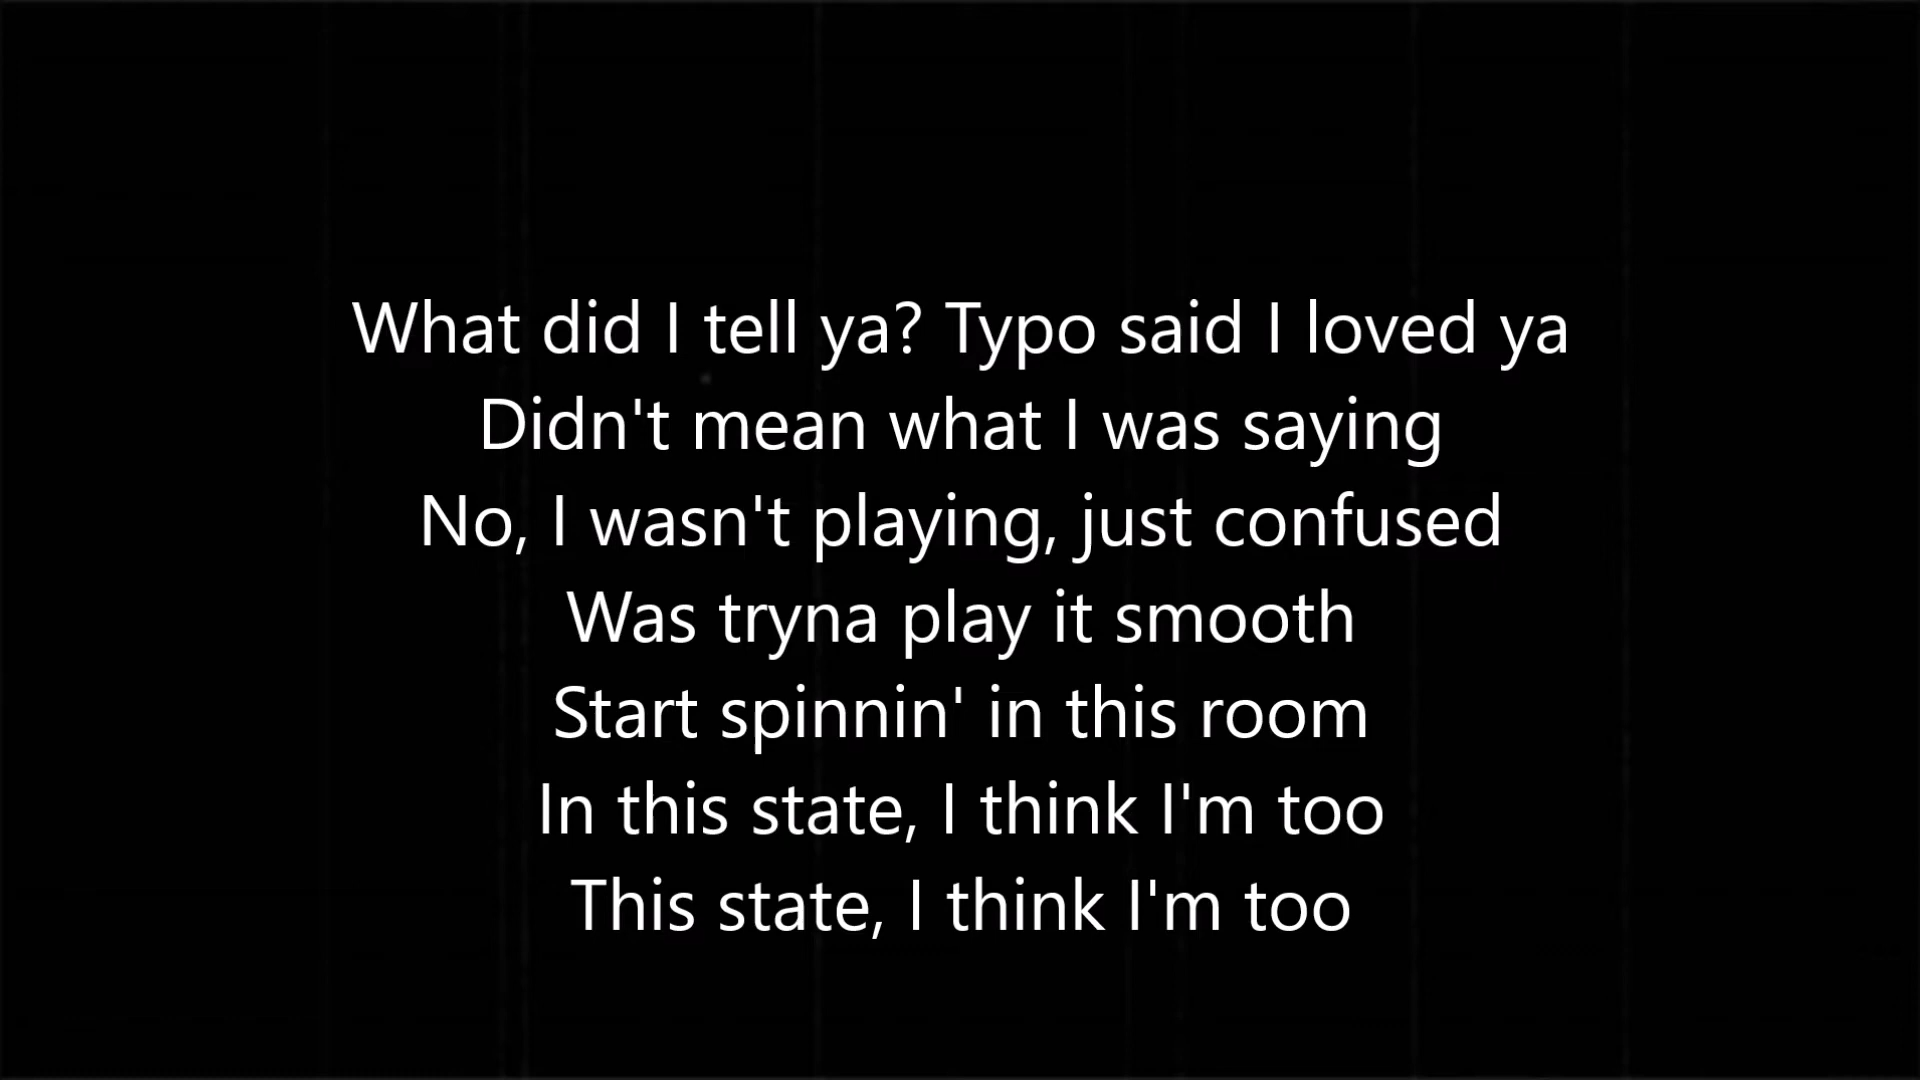 What did I tell ya? Typo said I loved ya
Didn't mean what I was saying
No, I wasn't playing, just confused
Was tryna play it smooth
Start spinnin' in this room
In this state, I think I'm too
This state, I think I'm too